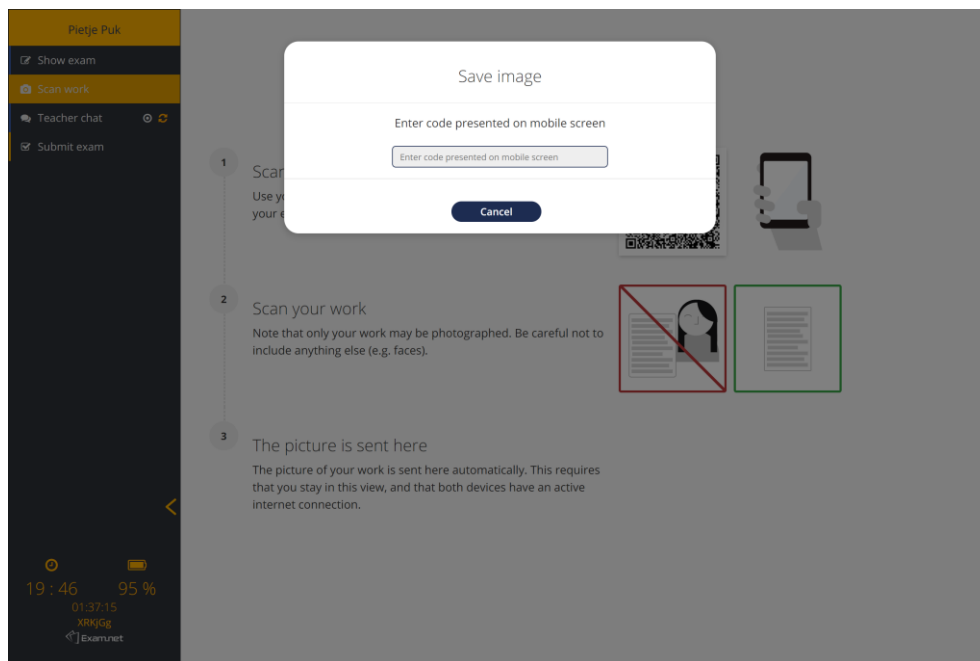 Pietje Puk
Show exam
Scan work
Teacher chat
Submit exam
Save image
Enter code presented on mobile screen
Enter code presented on mobile screen
Cancel
1
Scan
Use yo
your e
2
Scan your work
Note that only your work may be photographed. Be careful not to
include anything else (e.g. faces).
3
The picture is sent here
The picture of your work is sent here automatically. This requires
that you stay in this view, and that both devices have an active
internet connection.
19 : 46
95 %
01:37:15
XRKjGg
Exam.net